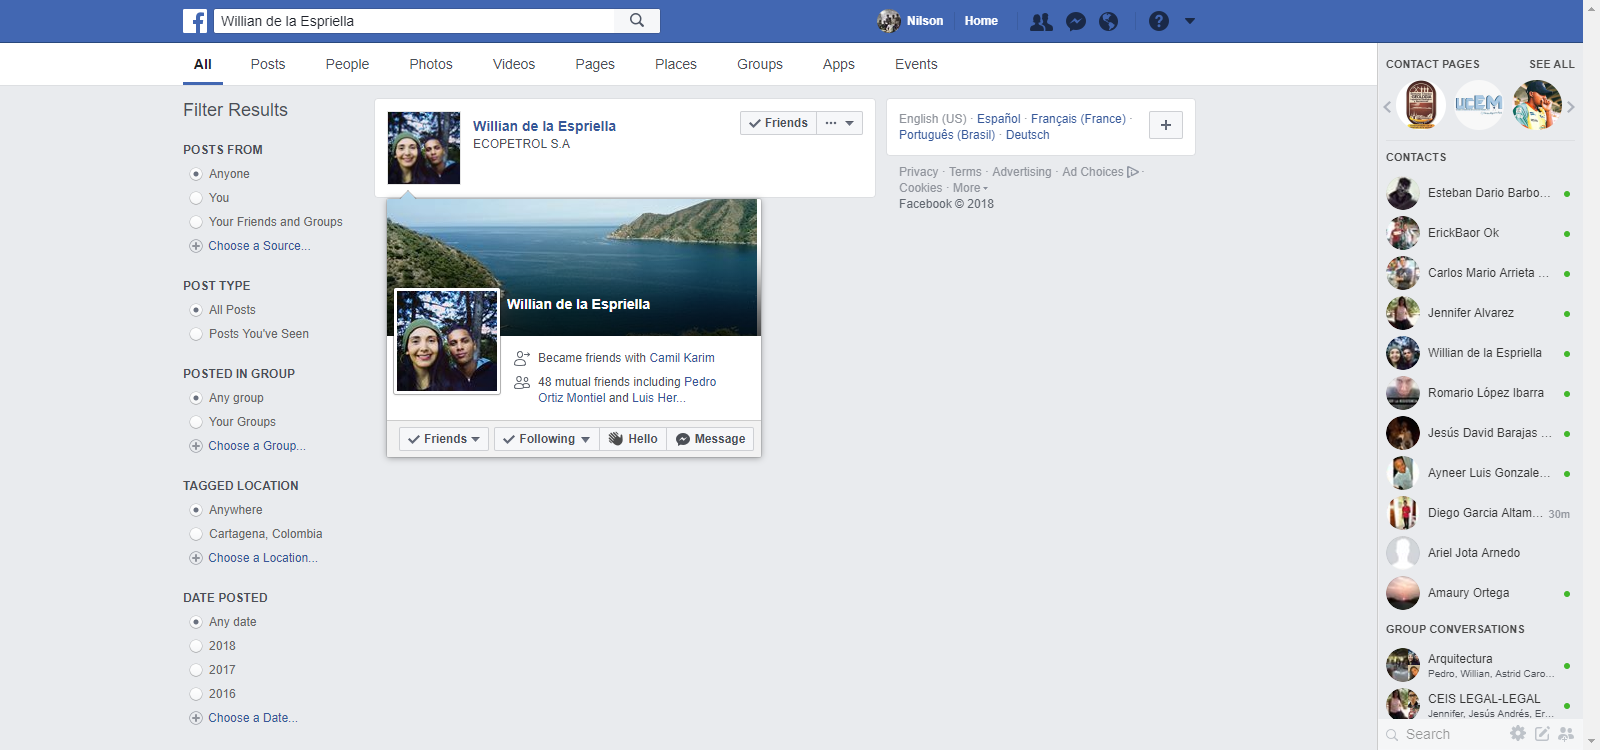 Willian de la Espriella
Nilson
Home
All
Posts
People
Photos
Videos
Pages
Places
Groups
Apps
Events
Filter Results
POSTS FROM
Anyone
You
Your Friends and Groups
Choose a Source...
POST TYPE
All Posts
Posts You've Seen
POSTED IN GROUP
Any group
Your Groups
Choose a Group...
TAGGED LOCATION
Anywhere
Cartagena, Colombia
Choose a Location...
DATE POSTED
Any date
2018
2017
2016
Choose a Date...
Willian de la Espriella
ECOPETROL S.A
Friends
Willian de la Espriella
Became friends with Camil Karim
48 mutual friends including Pedro
Ortiz Montiel and Luis Her...
Friends
Following
Hello
Message
English (US) · Español · Français (France) ·
Português (Brasil) · Deutsch
Privacy · Terms · Advertising · Ad Choices ·
Cookies · More
Facebook © 2018
CONTACT PAGES
SEE ALL
UCEM
CONTACTS
Esteban Dario Barbo...
ErickBaor Ok
Carlos Mario Arrieta ...
Jennifer Alvarez
Willian de la Espriella
Romario López Ibarra
Jesús David Barajas ...
Ayneer Luis Gonzale...
Diego Garcia Altam... 30m
Ariel Jota Arnedo
Amaury Ortega
GROUP CONVERSATIONS
Arquitectura
Pedro, Willian, Astrid Caro...
CEIS LEGAL-LEGAL
Jennifer, Jesús Andrés, Er...
Search